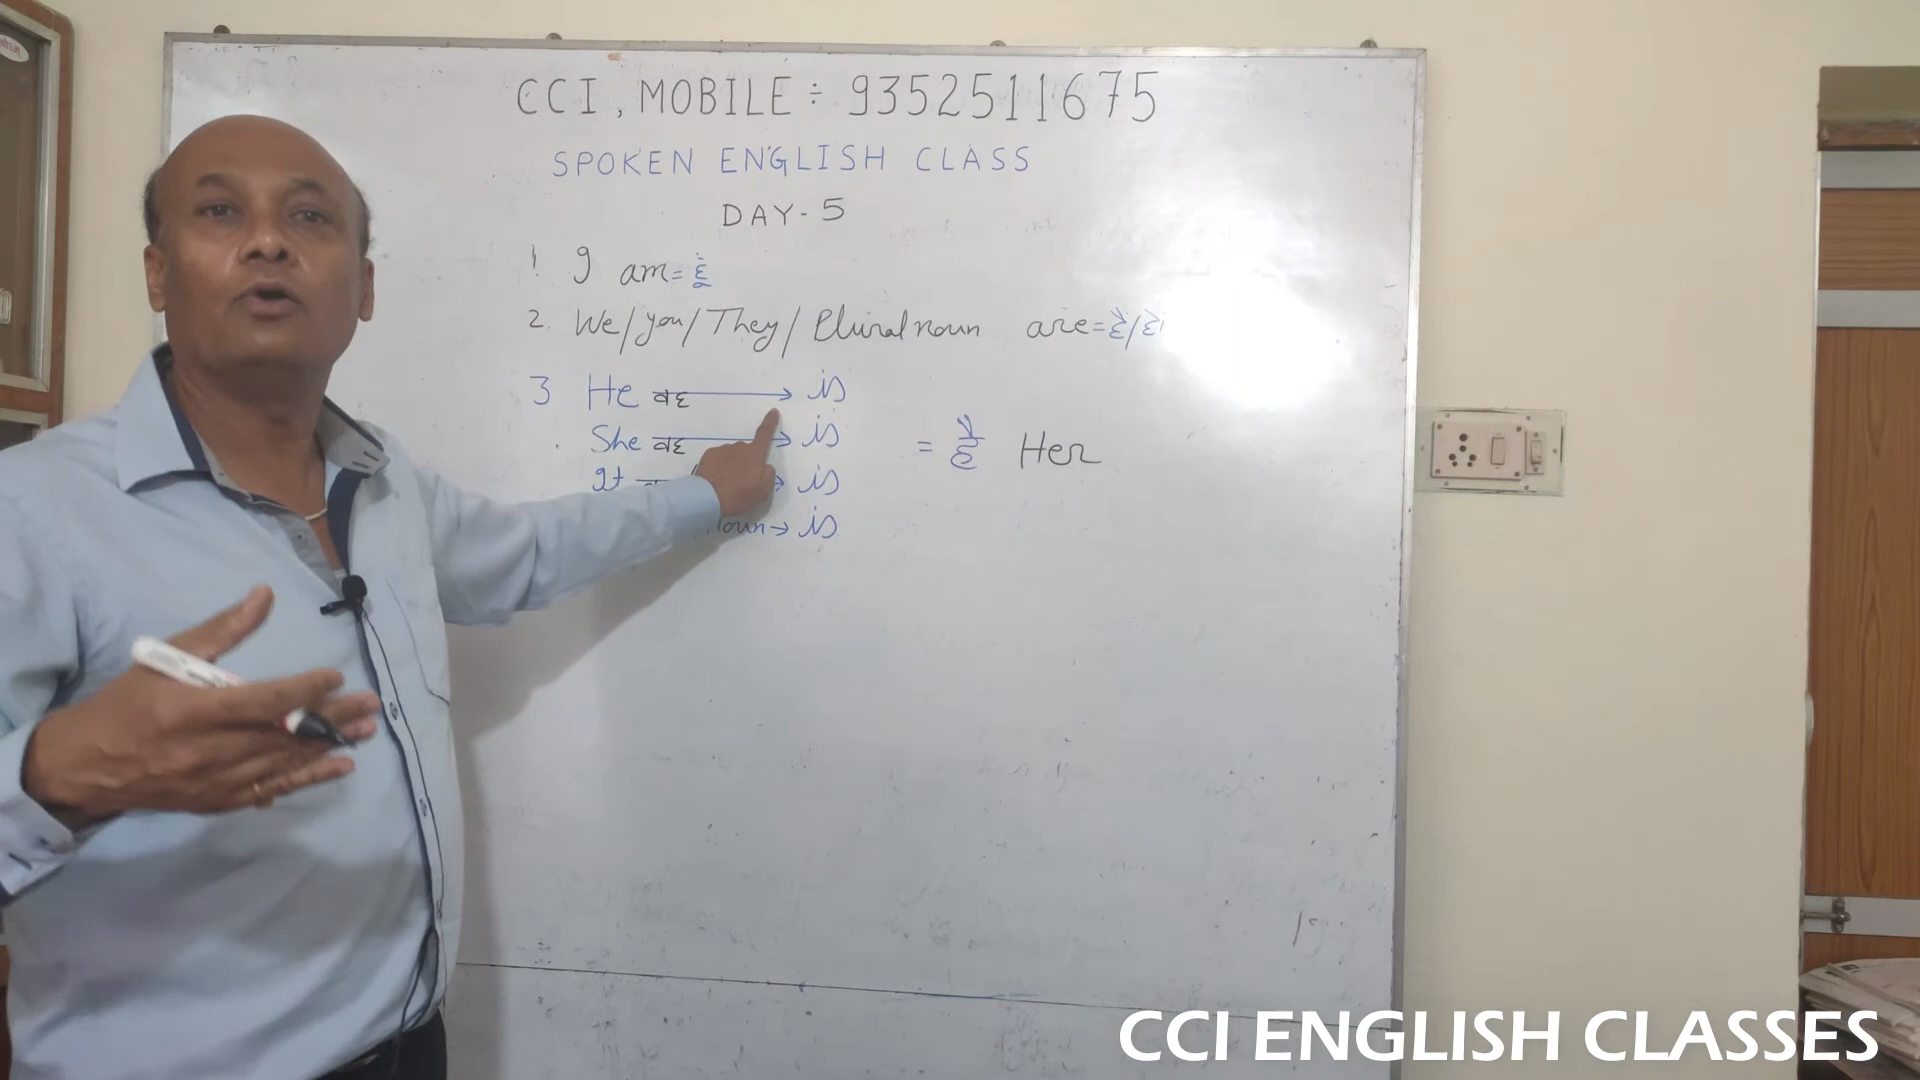 CCI, MOBILE ÷ 9352511675
SPOKEN ENGLISH CLASS
DAY-5
1. I am = हूँ
2. We/you/They/Plural noun are = हैं/हो
3 He वह → is
She वह → is
It → is
noun → is
= है Her
CCI ENGLISH CLASSES